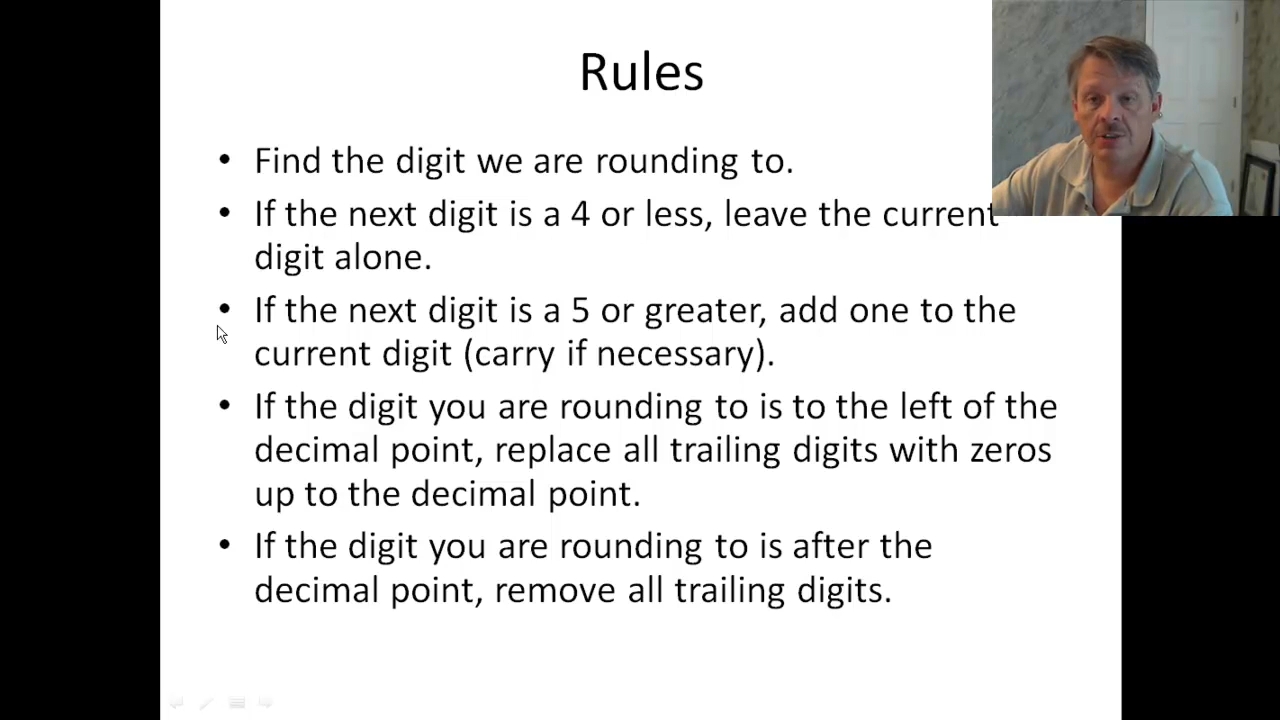 Rules
• Find the digit we are rounding to.
• If the next digit is a 4 or less, leave the current
digit alone.
• If the next digit is a 5 or greater, add one to the
current digit (carry if necessary).
• If the digit you are rounding to is to the left of the
decimal point, replace all trailing digits with zeros
up to the decimal point.
• If the digit you are rounding to is after the
decimal point, remove all trailing digits.